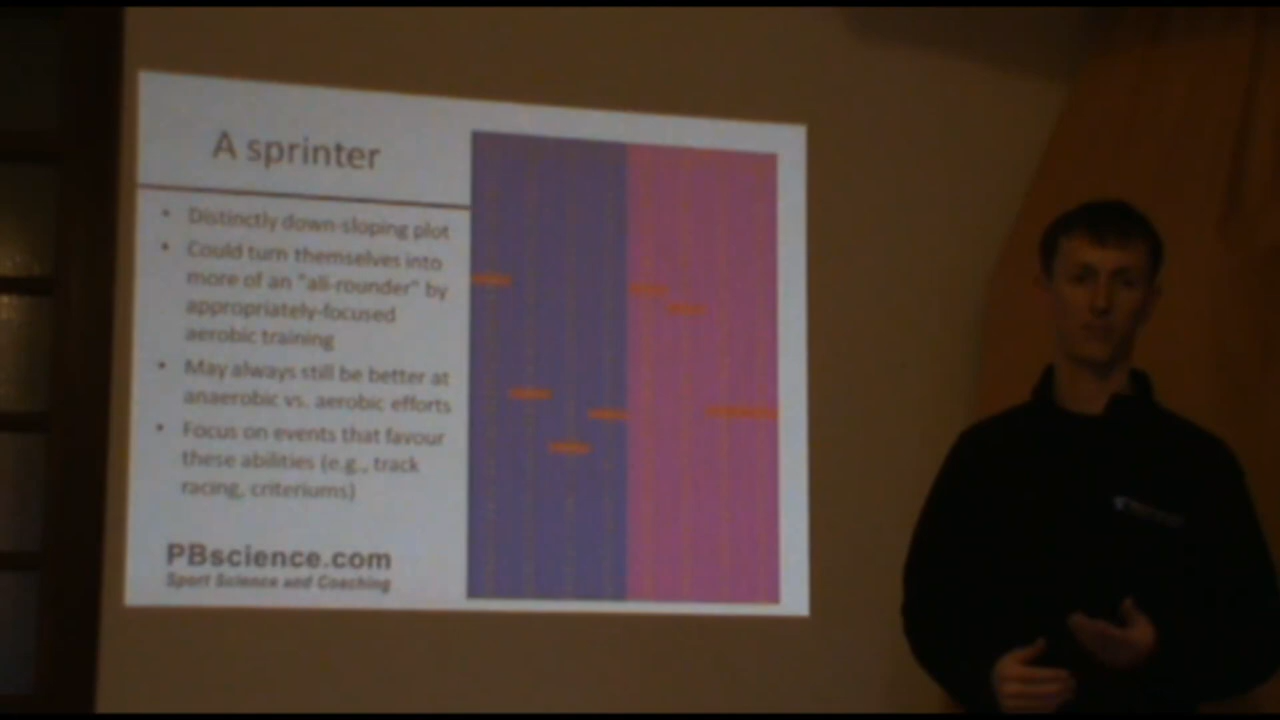 A sprinter
• Distinctly down-sloping plot
• Could turn themselves into
more of an "all-rounder" by
appropriately-focused
aerobic training
• May always still be better at
anaerobic vs. aerobic efforts
• Focus on events that favour
these abilities (e.g., track
racing, criteriums)
PBscience.com
Sport Science and Coaching